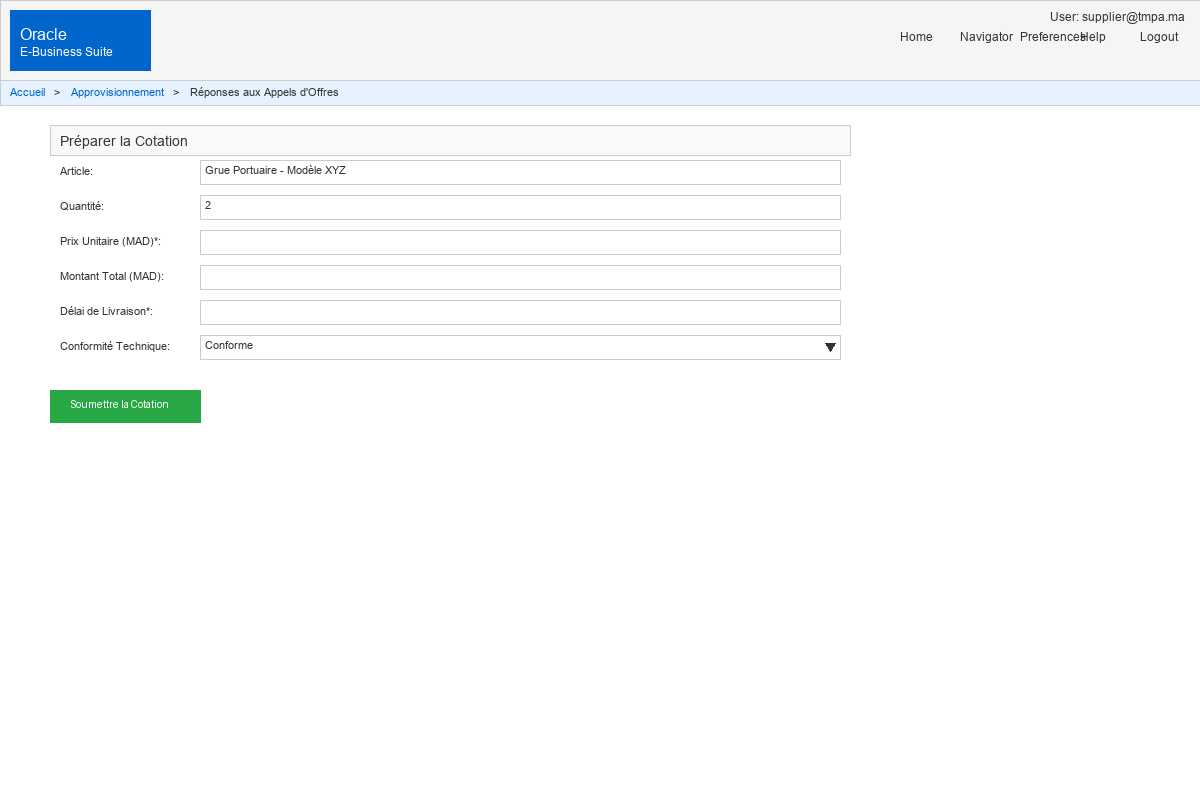 User: supplier@tmpa.ma
Oracle
E-Business Suite
Home Navigator Preferences Help Logout
Accueil > Approvisionnement > Réponses aux Appels d'Offres
Préparer la Cotation
Article: Grue Portuaire - Modèle XYZ
Quantité: 2
Prix Unitaire (MAD)*:
Montant Total (MAD):
Délai de Livraison*:
Conformité Technique: Conforme
Soumettre la Cotation